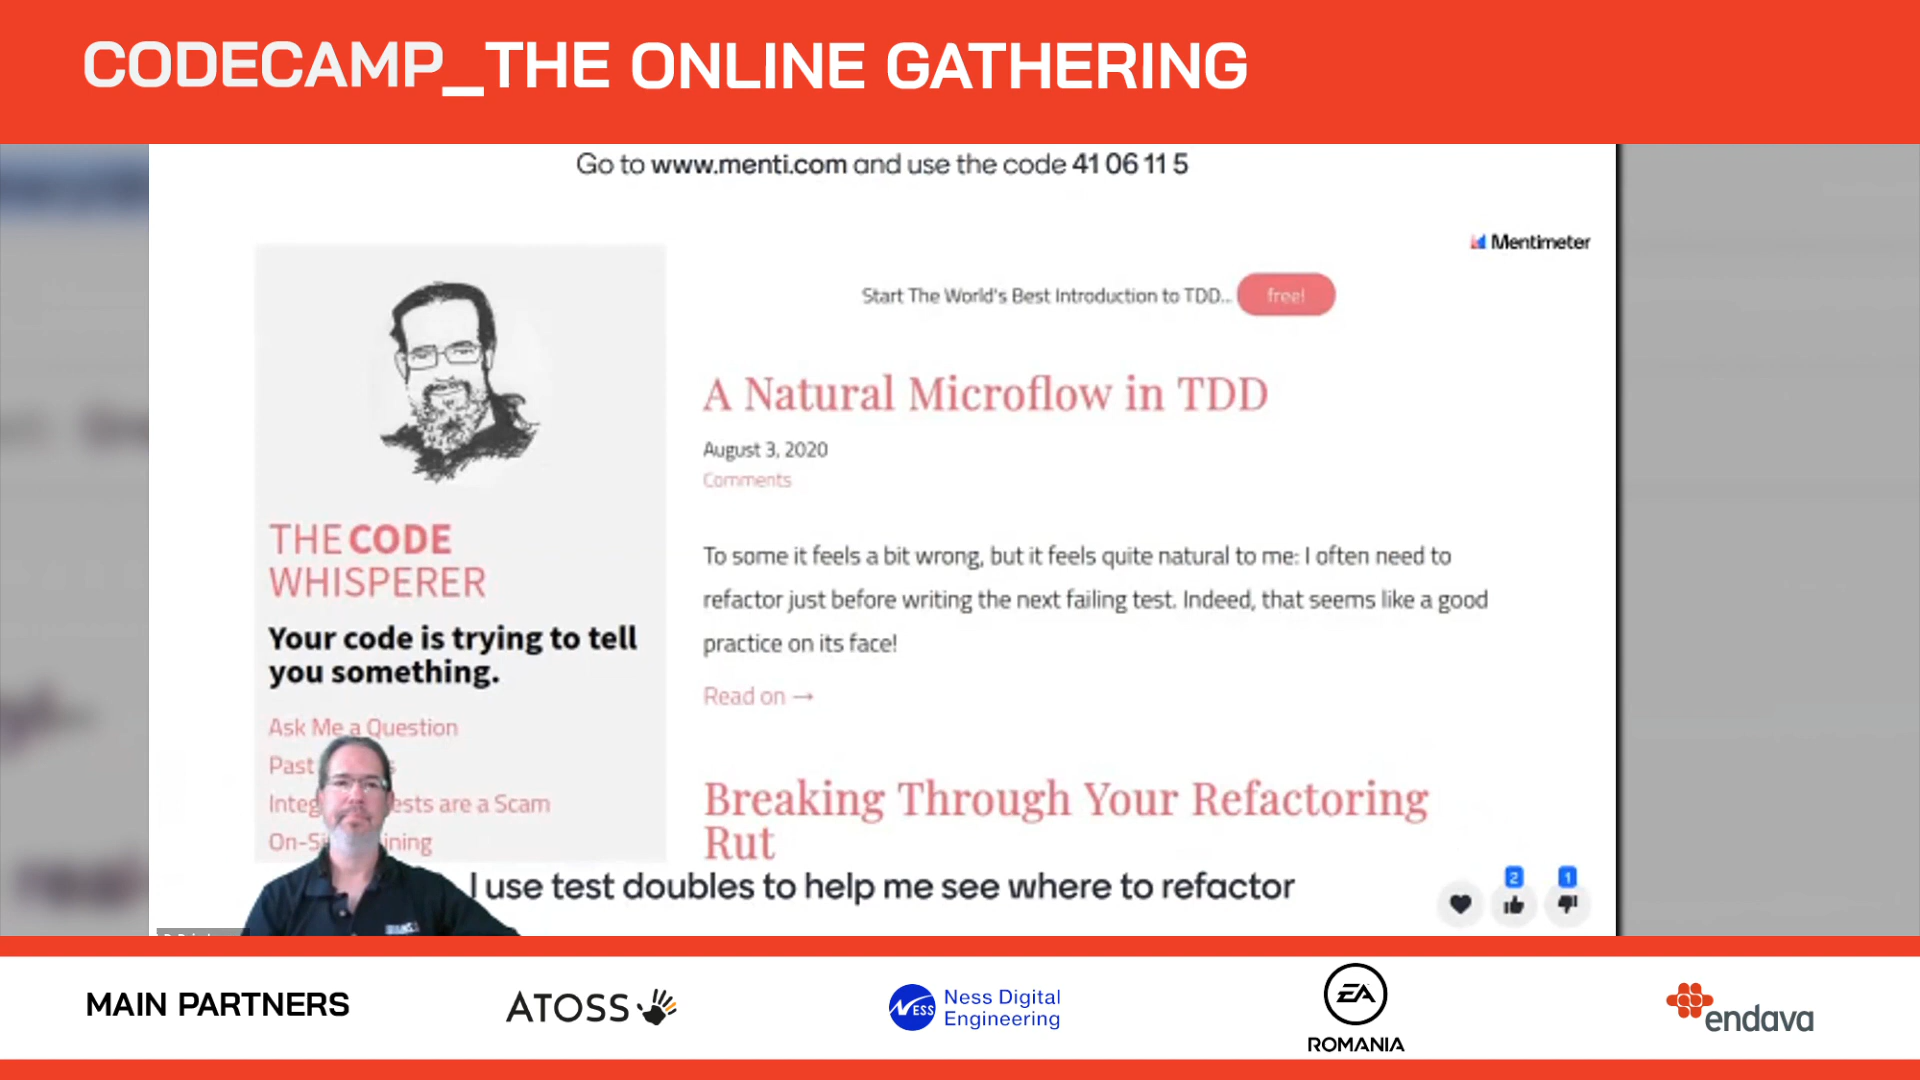 CODECAMP_THE ONLINE GATHERING
Go to www.menti.com and use the code 41 06 11 5
Mentimeter
Start The World's Best Introduction to TDD... free!
A Natural Microflow in TDD
August 3, 2020
Comments
To some it feels a bit wrong, but it feels quite natural to me: I often need to
refactor just before writing the next failing test. Indeed, that seems like a good
practice on its face!
Read on →
Breaking Through Your Refactoring
Rut
THE CODE
WHISPERER
Your code is trying to tell
you something.
Ask Me a Question
Past
are a Scam
I use test doubles to help me see where to refactor
2
1
MAIN PARTNERS
ATOSS
NESS
Ness Digital
Engineering
EA
ROMANIA
endava